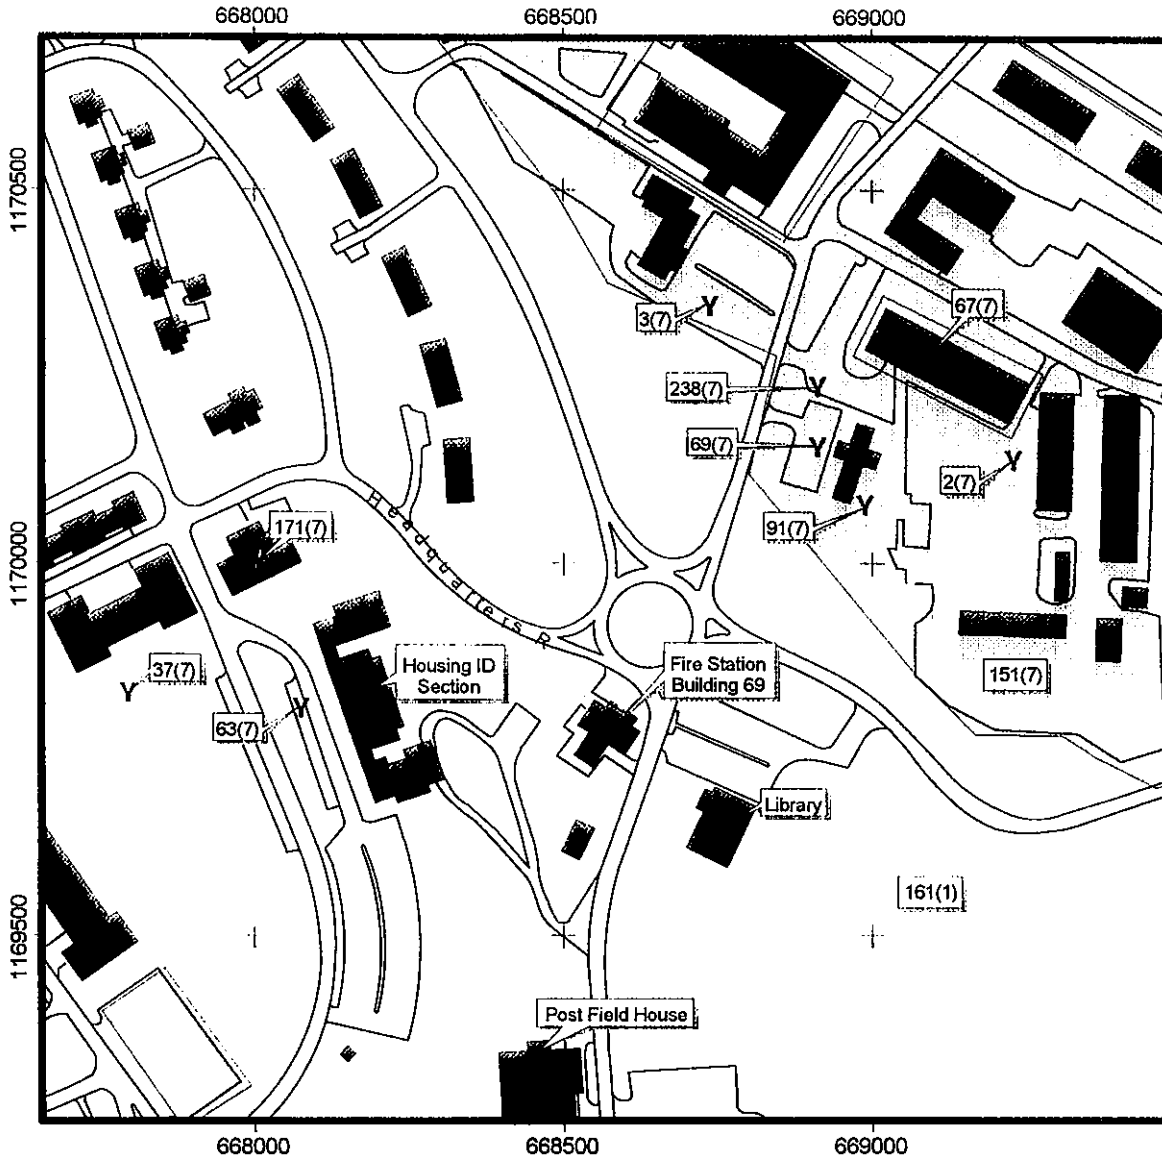 668000
668500
669000
1170500
1170000
1169500
3(7)
67(7)
238(7)
69(7)
2(7)
91(7)
171(7)
37(7)
63(7)
Housing ID
Section
Fire Station
Building 69
151(7)
Library
161(1)
Post Field House
Headquarters R
668000
668500
669000